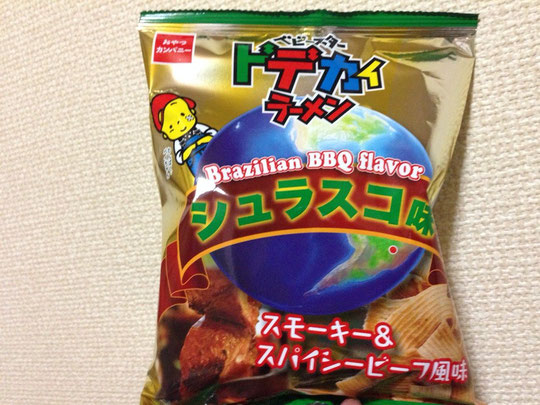 おやつ
カンパニー
ベビースター
ドデカイ
ラーメン
Brazilian BBQ flavor
シュラスコ味
スモーキー&
スパイシービーフ風味